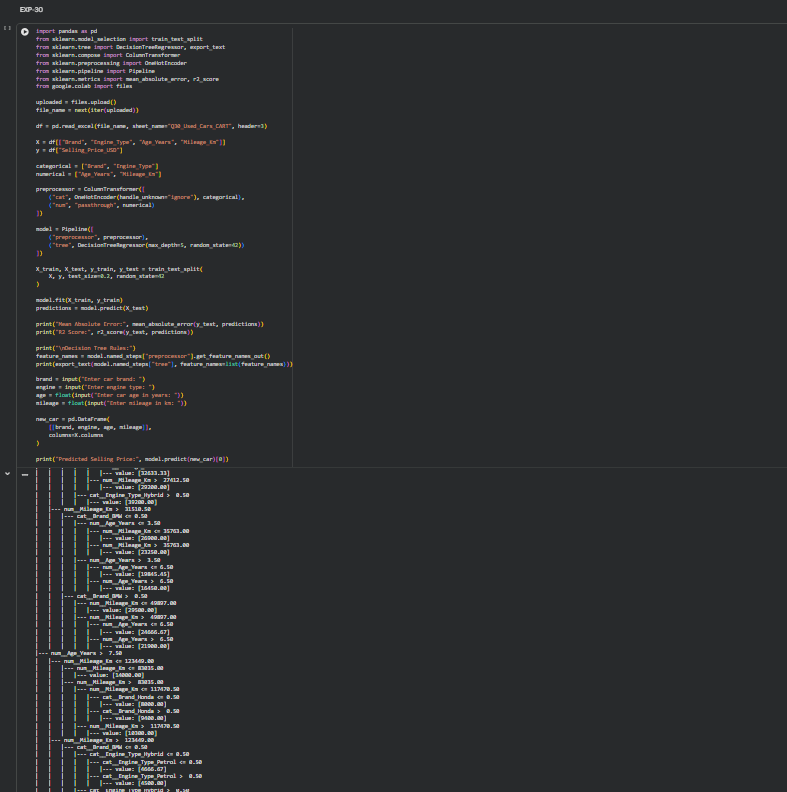 EXP-30
import pandas as pd
from sklearn.model_selection import train_test_split
from sklearn.tree import DecisionTreeRegressor, export_text
from sklearn.compose import ColumnTransformer
from sklearn.preprocessing import OneHotEncoder
from sklearn.pipeline import Pipeline
from sklearn.metrics import mean_absolute_error, r2_score
from google.colab import files
uploaded = files.upload()
file_name = next(iter(uploaded))
df = pd.read_excel(file_name, sheet_name="Q30_Used_Cars_CART", header=3)
X = df[["Brand", "Engine_Type", "Age_Years", "Mileage_Km"]]
y = df["Selling_Price_USD"]
categorical = ["Brand", "Engine_Type"]
numerical = ["Age_Years", "Mileage_Km"]
preprocessor = ColumnTransformer([
("cat", OneHotEncoder(handle_unknown="ignore"), categorical),
("num", "passthrough", numerical)
])
model = Pipeline([
("preprocessor", preprocessor),
("tree", DecisionTreeRegressor(max_depth=5, random_state=42))
])
X_train, X_test, y_train, y_test = train_test_split(
X, y, test_size=0.2, random_state=42
)
model.fit(X_train, y_train)
predictions = model.predict(X_test)
print("Mean Absolute Error:", mean_absolute_error(y_test, predictions))
print("R2 Score:", r2_score(y_test, predictions))
print("\nDecision Tree Rules:")
feature_names = model.named_steps["preprocessor"].get_feature_names_out()
print(export_text(model.named_steps["tree"], feature_names=list(feature_names)))
brand = input("Enter car brand: ")
engine = input("Enter engine type: ")
age = float(input("Enter car age in years: "))
mileage = float(input("Enter mileage in km: "))
new_car = pd.DataFrame(
[[brand, engine, age, mileage]],
columns=X.columns
)
print("Predicted Selling Price:", model.predict(new_car)[0])
| | | | | |--- value: [32633.33]
| | | | |--- num__Mileage_Km > 27412.50
| | | | | |--- value: [29200.00]
| | | |--- cat__Engine_Type_Hybrid > 0.50
| | | | |--- value: [39200.00]
| |--- num__Mileage_Km > 31510.50
| | |--- cat__Brand_BMW <= 0.50
| | | |--- num__Age_Years <= 3.50
| | | | |--- num__Mileage_Km <= 35763.00
| | | | | |--- value: [26900.00]
| | | | |--- num__Mileage_Km > 35763.00
| | | | | |--- value: [23250.00]
| | | |--- num__Age_Years > 3.50
| | | | |--- num__Age_Years <= 6.50
| | | | | |--- value: [19845.45]
| | | | |--- num__Age_Years > 6.50
| | | | | |--- value: [16450.00]
| | |--- cat__Brand_BMW > 0.50
| | | |--- num__Mileage_Km <= 49897.00
| | | | |--- value: [29500.00]
| | | |--- num__Mileage_Km > 49897.00
| | | | |--- num__Age_Years <= 6.50
| | | | | |--- value: [24666.67]
| | | | |--- num__Age_Years > 6.50
| | | | | |--- value: [21900.00]
|--- num__Age_Years > 7.50
| |--- num__Mileage_Km <= 123449.00
| | |--- num__Mileage_Km <= 83035.00
| | | |--- value: [14000.00]
| | |--- num__Mileage_Km > 83035.00
| | | |--- num__Mileage_Km <= 117470.50
| | | | |--- cat__Brand_Honda <= 0.50
| | | | | |--- value: [8000.00]
| | | | |--- cat__Brand_Honda > 0.50
| | | | | |--- value: [9400.00]
| | | |--- num__Mileage_Km > 117470.50
| | | | |--- value: [10300.00]
| |--- num__Mileage_Km > 123449.00
| | |--- cat__Brand_BMW <= 0.50
| | | |--- cat__Engine_Type_Hybrid <= 0.50
| | | | |--- cat__Engine_Type_Petrol <= 0.50
| | | | | |--- value: [4666.67]
| | | | |--- cat__Engine_Type_Petrol > 0.50
| | | | | |--- value: [4500.00]
| | | |--- cat__Engine_Type_Hybrid > 0.50